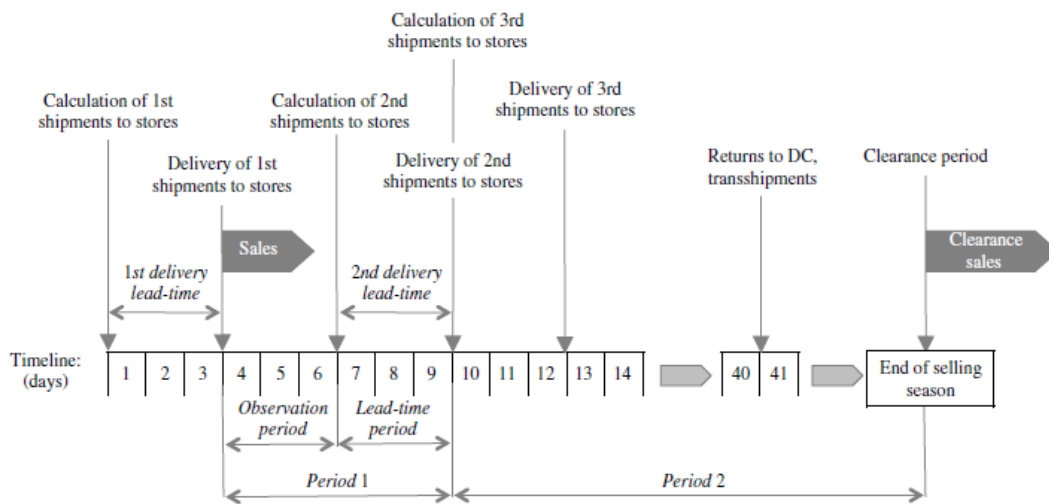 Calculation of 3rd
shipments to stores
Calculation of 1st
shipments to stores
Calculation of 2nd
shipments to stores
Delivery of 3rd
shipments to stores
Delivery of 1st
shipments to stores
Delivery of 2nd
shipments to stores
Returns to DC,
transshipments
Clearance period
Sales
Clearance
sales
1st delivery
lead-time
2nd delivery
lead-time
Timeline:
(days)
1 2 3 4 5 6 7 8 9 10 11 12 13 14 40 41
End of selling
season
Observation
period
Lead-time
period
Period 1
Period 2